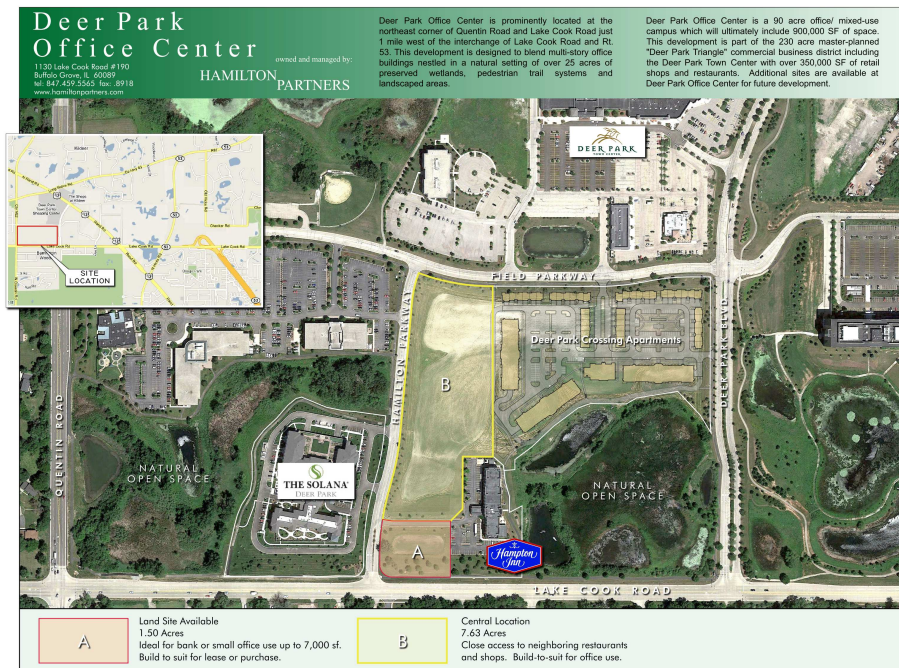 Deer Park
Office Center
1130 Lake Cook Road #190
Buffalo Grove, IL 60089
tel: 847.459.5565 fax: .8918
www.hamiltonpartners.com
owned and managed by:
HAMILTON
PARTNERS
Deer Park Office Center is prominently located at the
northeast corner of Quentin Road and Lake Cook Road just
1 mile west of the interchange of Lake Cook Road and Rt.
53. This development is designed to blend multi-story office
buildings nestled in a natural setting of over 25 acres of
preserved wetlands, pedestrian trail systems and
landscaped areas.
Deer Park Office Center is a 90 acre office/ mixed-use
campus which will ultimately include 900,000 SF of space.
This development is part of the 230 acre master-planned
"Deer Park Triangle" commercial business district including
the Deer Park Town Center with over 350,000 SF of retail
shops and restaurants. Additional sites are available at
Deer Park Office Center for future development.
Kildeer
Lake Cook Rd
Lake Cook Rd
SITE
LOCATION
DEER PARK
TOWN CENTER
FIELD PARKWAY
HAMILTON PARKWAY
B
Deer Park Crossing Apartments
DEER PARK BLVD.
QUENTIN ROAD
NATURAL
OPEN SPACE
THE SOLANA
DEER PARK
NATURAL
OPEN SPACE
A
Hampton
Inn
LAKE COOK ROAD
A
Land Site Available
1.50 Acres
Ideal for bank or small office use up to 7,000 sf.
Build to suit for lease or purchase.
B
Central Location
7.63 Acres
Close access to neighboring restaurants
and shops. Build-to-suit for office use.